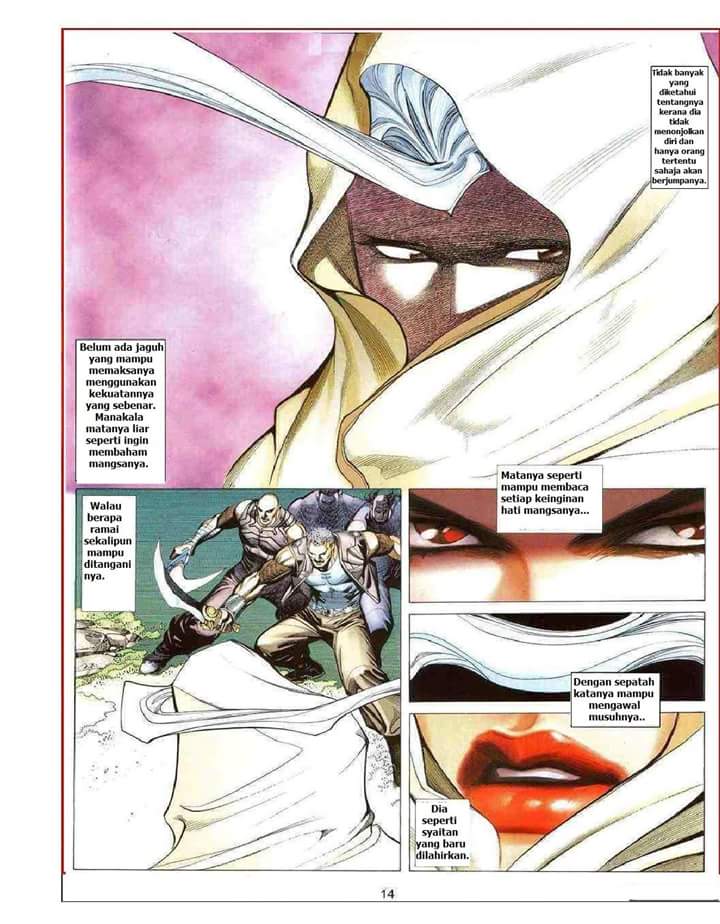 Tidak banyak
yang
diketahui
tentangnya
kerana dia
tidak
menonjolkan
diri dan
hanya orang
tertentu
sahaja akan
berjumpanya.
Belum ada jaguh
yang mampu
memaksanya
menggunakan
kekuatannya
yang sebenar.
Manakala
matanya liar
seperti ingin
membaham
mangsanya.
Matanya seperti
mampu membaca
setiap keinginan
hati mangsanya...
Walau
berapa
ramai
sekalipun
mampu
ditangani
nya.
Dengan sepatah
katanya mampu
mengawal
musuhnya..
Dia
seperti
syaitan
yang baru
dilahirkan.
14